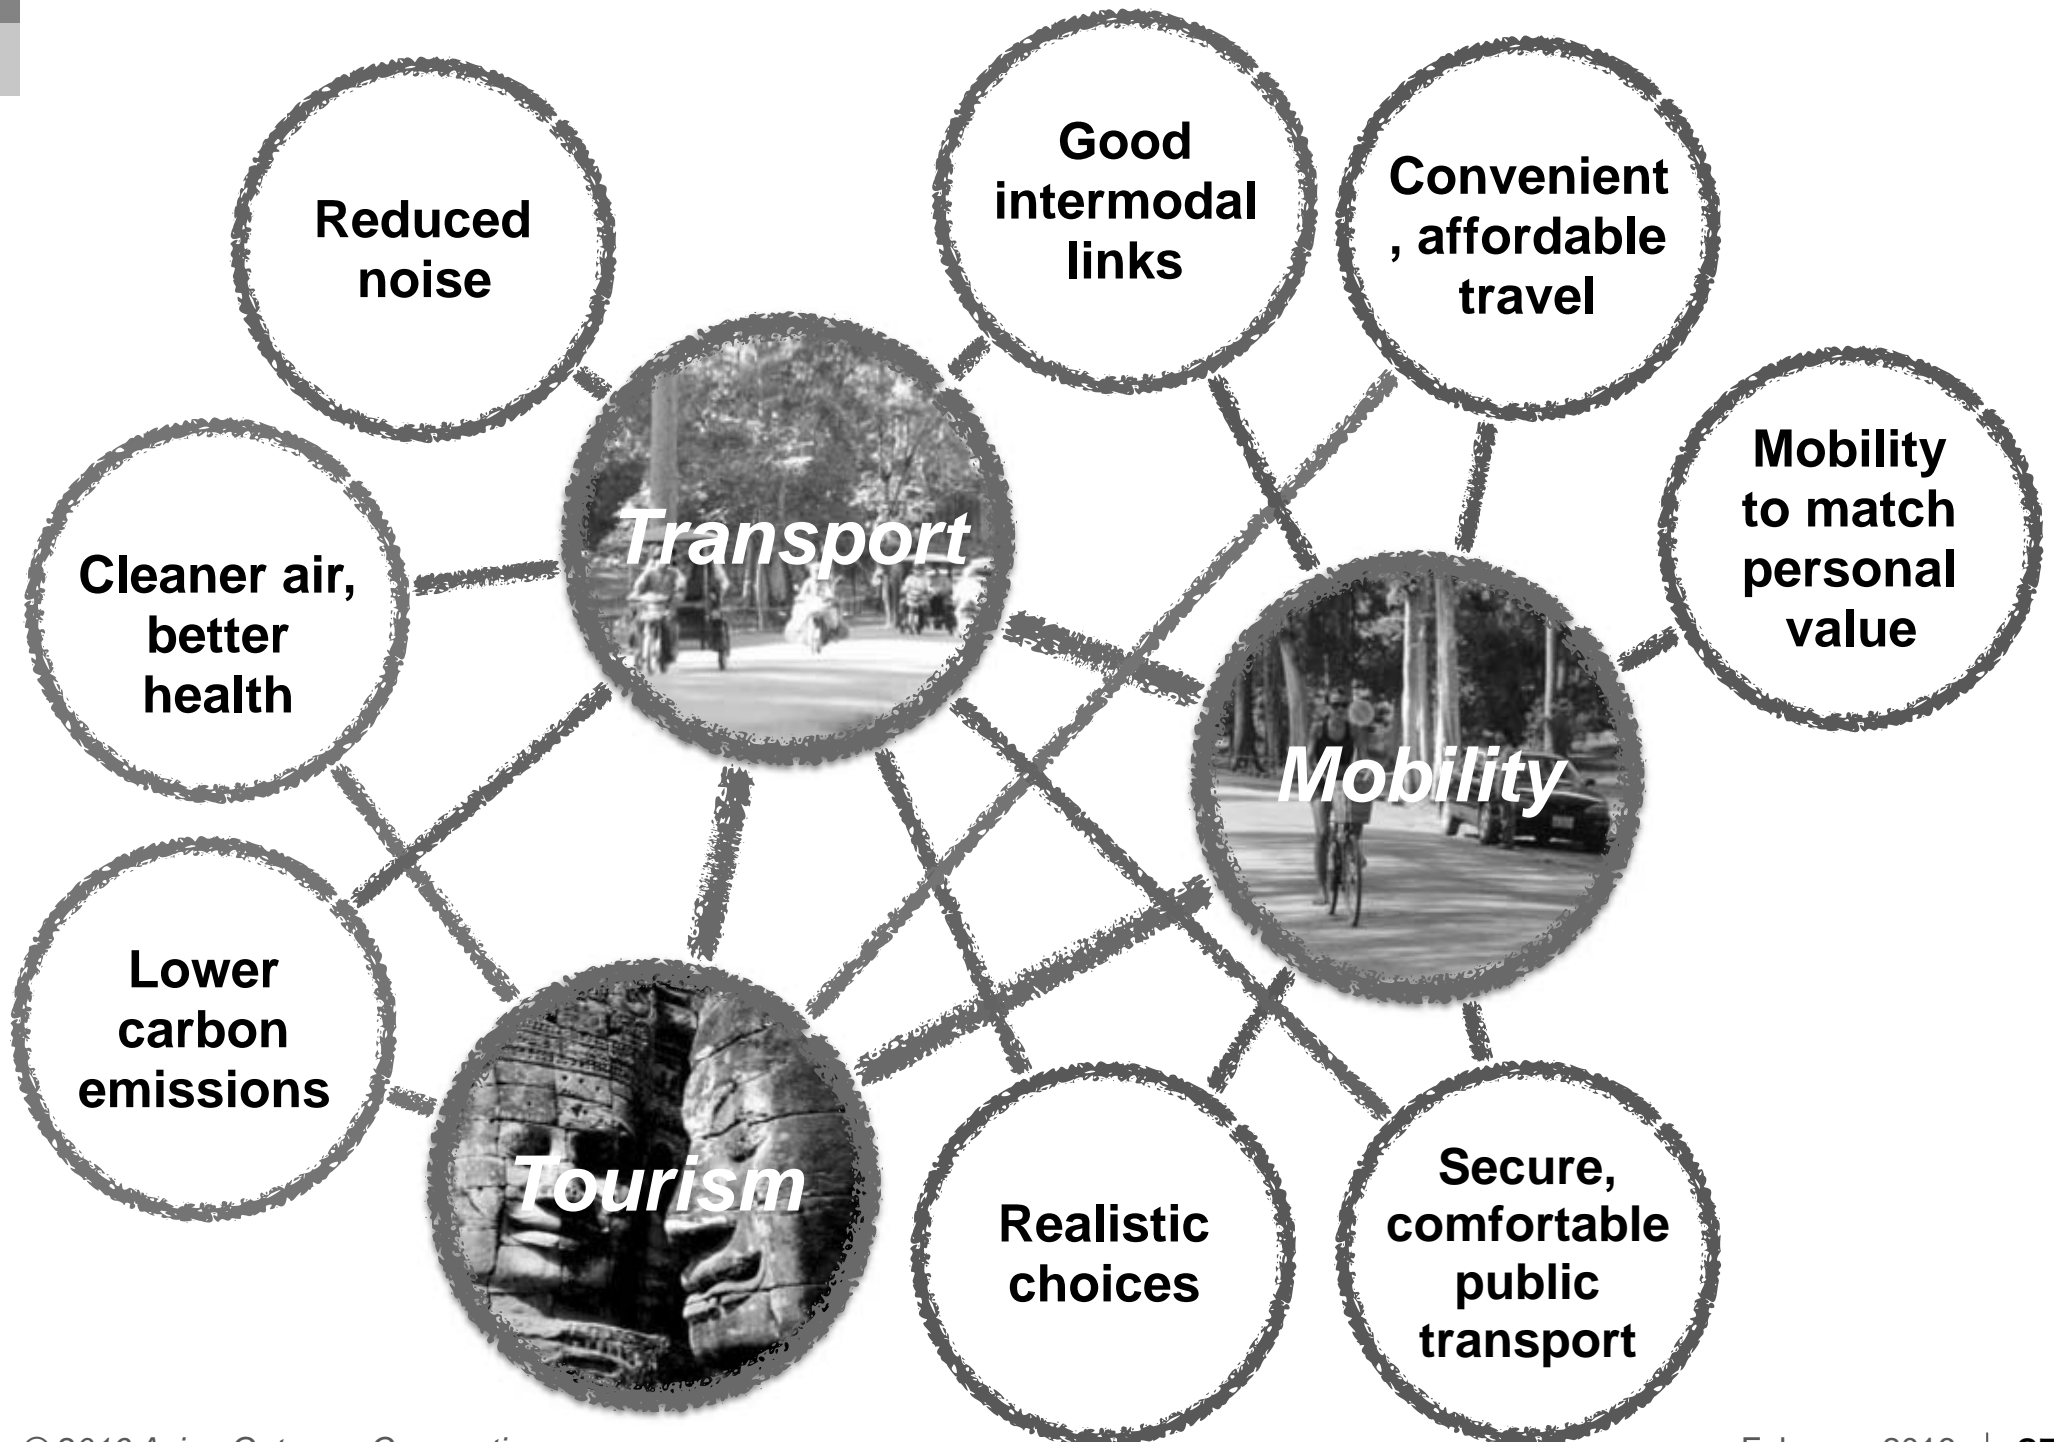 Reduced
noise
Good
intermodal
links
Convenient
, affordable
travel
Mobility
to match
personal
value
Transport
Cleaner air,
better
health
Mobility
Lower
carbon
emissions
Tourism
Realistic
choices
Secure,
comfortable
public
transport